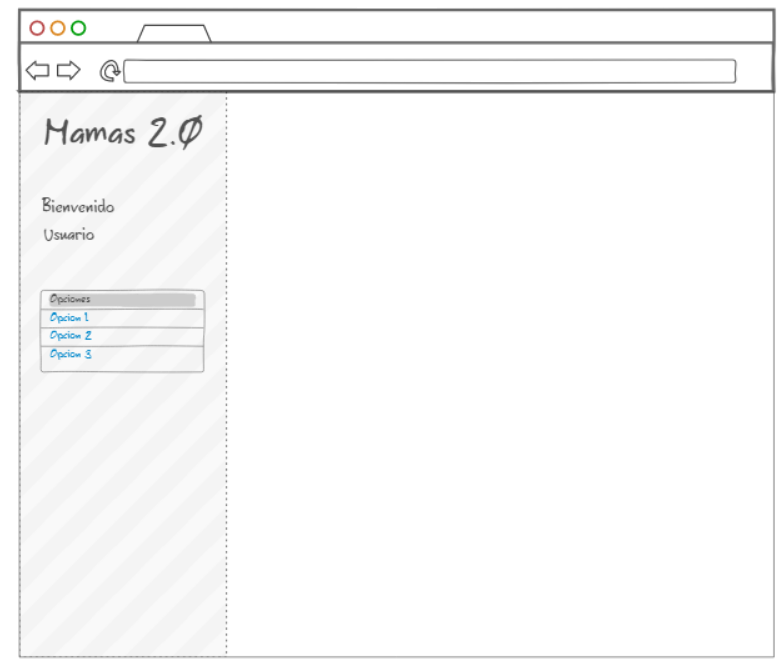 Mamas 2.0
Bienvenido
Usuario
Opciones
Opcion 1
Opcion 2
Opcion 3